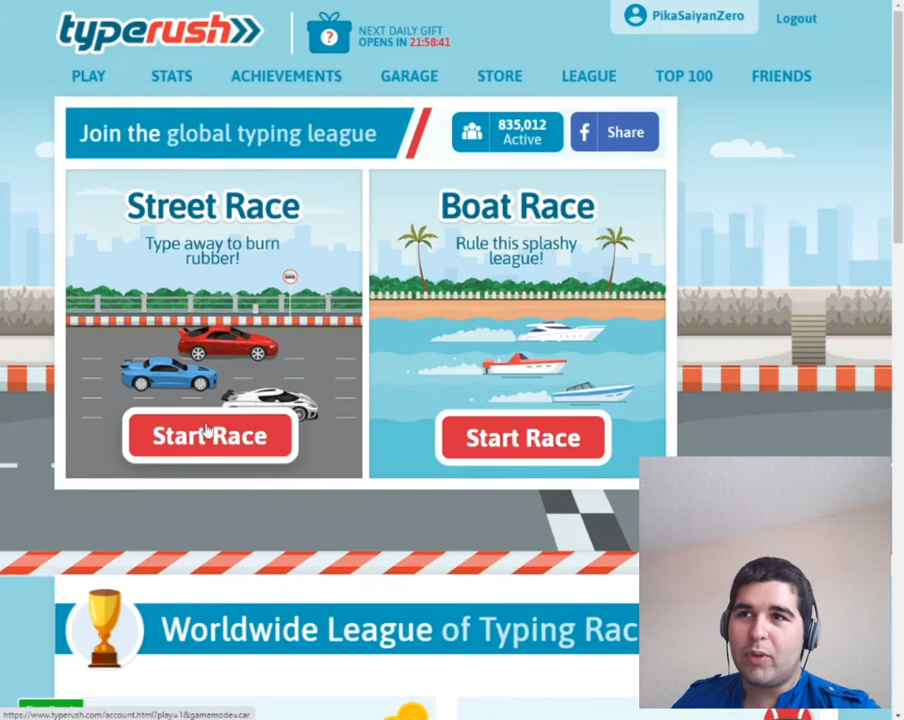 typerush
?
NEXT DAILY GIFT
OPENS IN 21:58:41
PikaSaiyanZero
Logout
PLAY STATS ACHIEVEMENTS GARAGE STORE LEAGUE TOP 100 FRIENDS
Join the global typing league
835,012
Active
f Share
Street Race
Type away to burn
rubber!
Start Race
Boat Race
Rule this splashy
league!
Start Race
Worldwide League of Typing Rac
https://www.typerush.com/account.html?play=1&gamemode=car